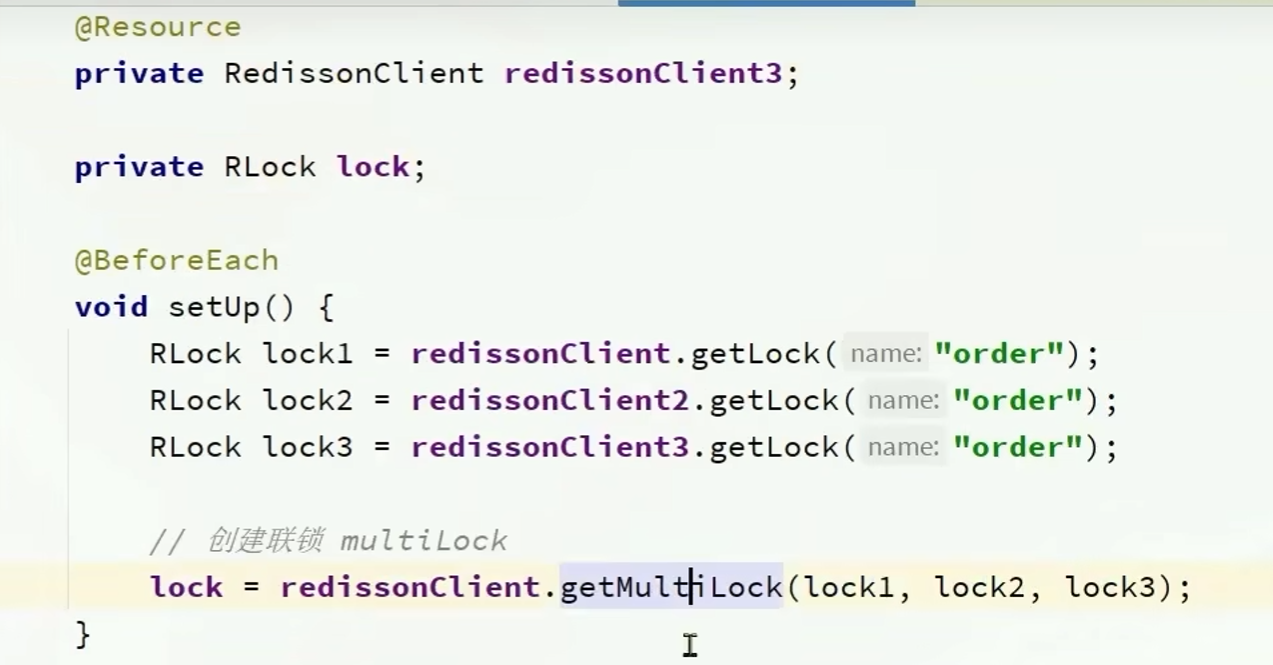 @Resource
private RedissonClient redissonClient3;
private RLock lock;
@BeforeEach
void setUp() {
RLock lock1 = redissonClient.getLock( name: "order");
RLock lock2 = redissonClient2.getLock( name: "order");
RLock lock3 = redissonClient3.getLock( name: "order");
// 创建联锁 multiLock
lock = redissonClient.getMultiLock(lock1, lock2, lock3);
}